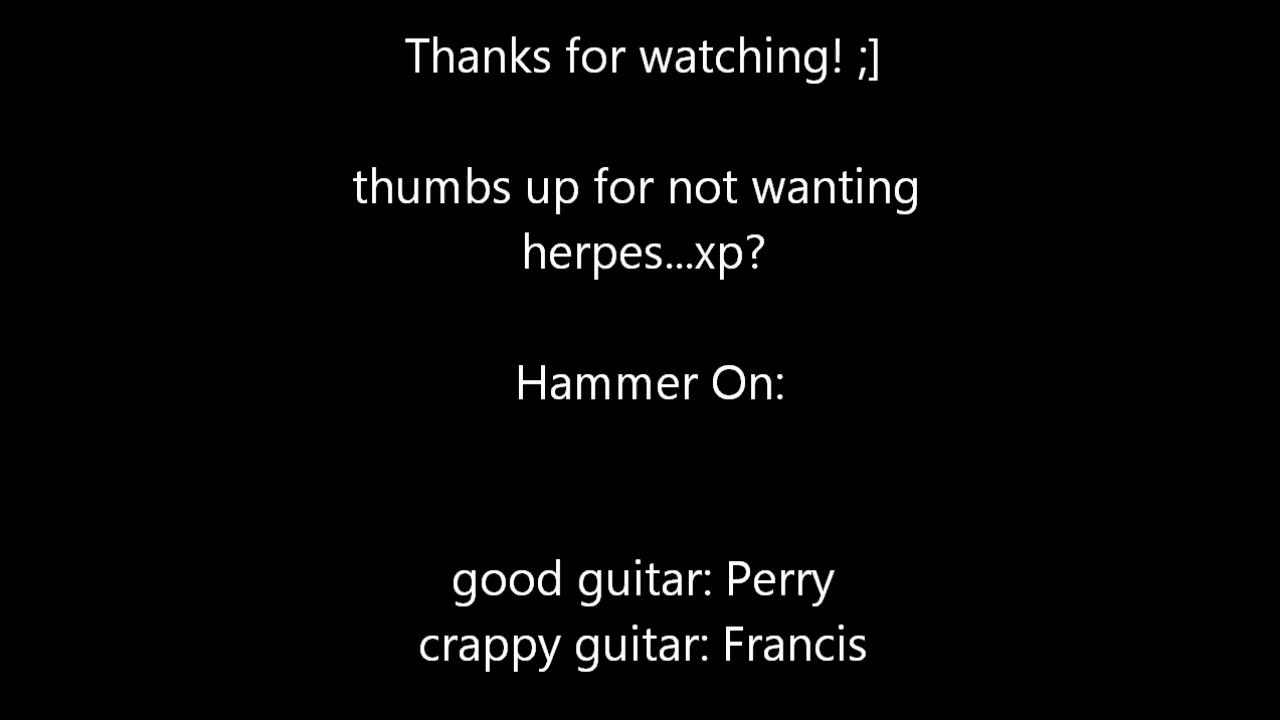 Thanks for watching! ;]
thumbs up for not wanting
herpes...xp?
Hammer On:
good guitar: Perry
crappy guitar: Francis